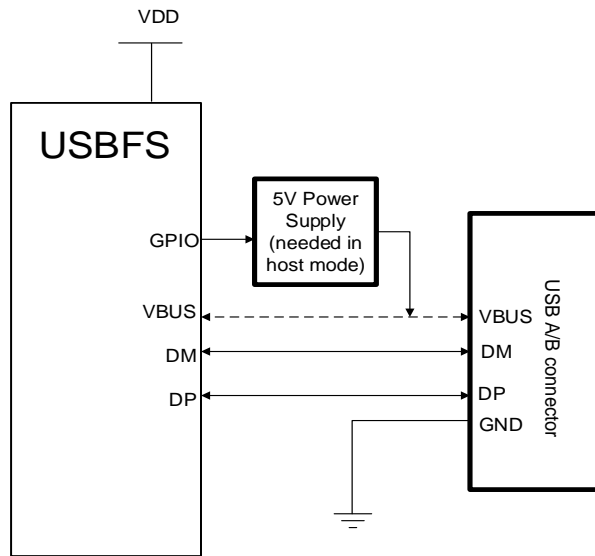 VDD
USBFS
5V Power
Supply
(needed in
host mode)
GPIO
VBUS
DM
DP
VBUS
DM
DP
GND
USB A/B connector